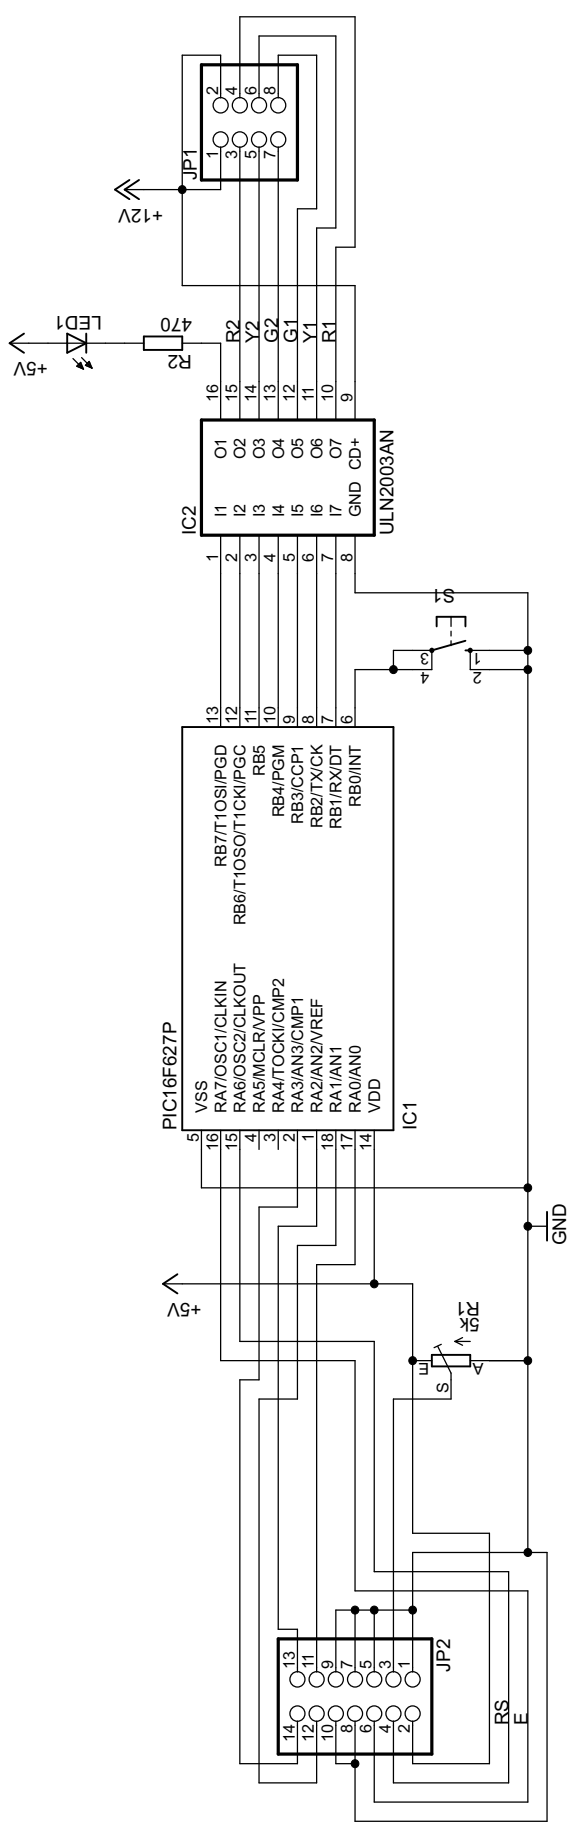 2
4
6
8
1
3
5
7
JP1
+12V
+5V
LED1
470
R2
R2
Y2
G2
G1
Y1
R1
16
15
14
13
12
11
10
9
O1
O2
O3
O4
O5
O6
O7
CD+
I1
I2
I3
I4
I5
I6
I7
GND
IC2
ULN2003AN
1
2
3
4
5
6
7
8
S1
3
4
1
2
13
12
11
10
9
8
7
6
RB7/T1OSI/PGD
RB6/T1OSO/T1CKI/PGC
RB5
RB4/PGM
RB3/CCP1
RB2/TX/CK
RB1/RX/DT
RB0/INT
PIC16F627P
VSS
RA7/OSC1/CLKIN
RA6/OSC2/CLKOUT
RA5/MCLR/VPP
RA4/TOCKI/CMP2
RA3/AN3/CMP1
RA2/AN2/VREF
RA1/AN1
RA0/AN0
VDD
IC1
5
16
15
4
3
2
1
18
17
14
GND
+5V
5k
R1
E
A
S
13
11
9
7
5
3
1
14
12
10
8
6
4
2
JP2
RS
E